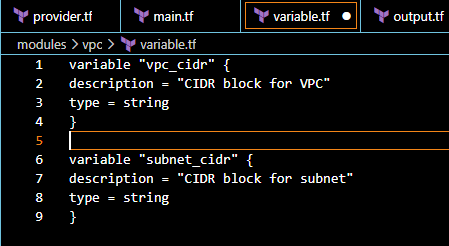 provider.tf main.tf variable.tf output.tf
modules > vpc > variable.tf
1 variable "vpc_cidr" {
2 description = "CIDR block for VPC"
3 type = string
4 }
5
6 variable "subnet_cidr" {
7 description = "CIDR block for subnet"
8 type = string
9 }